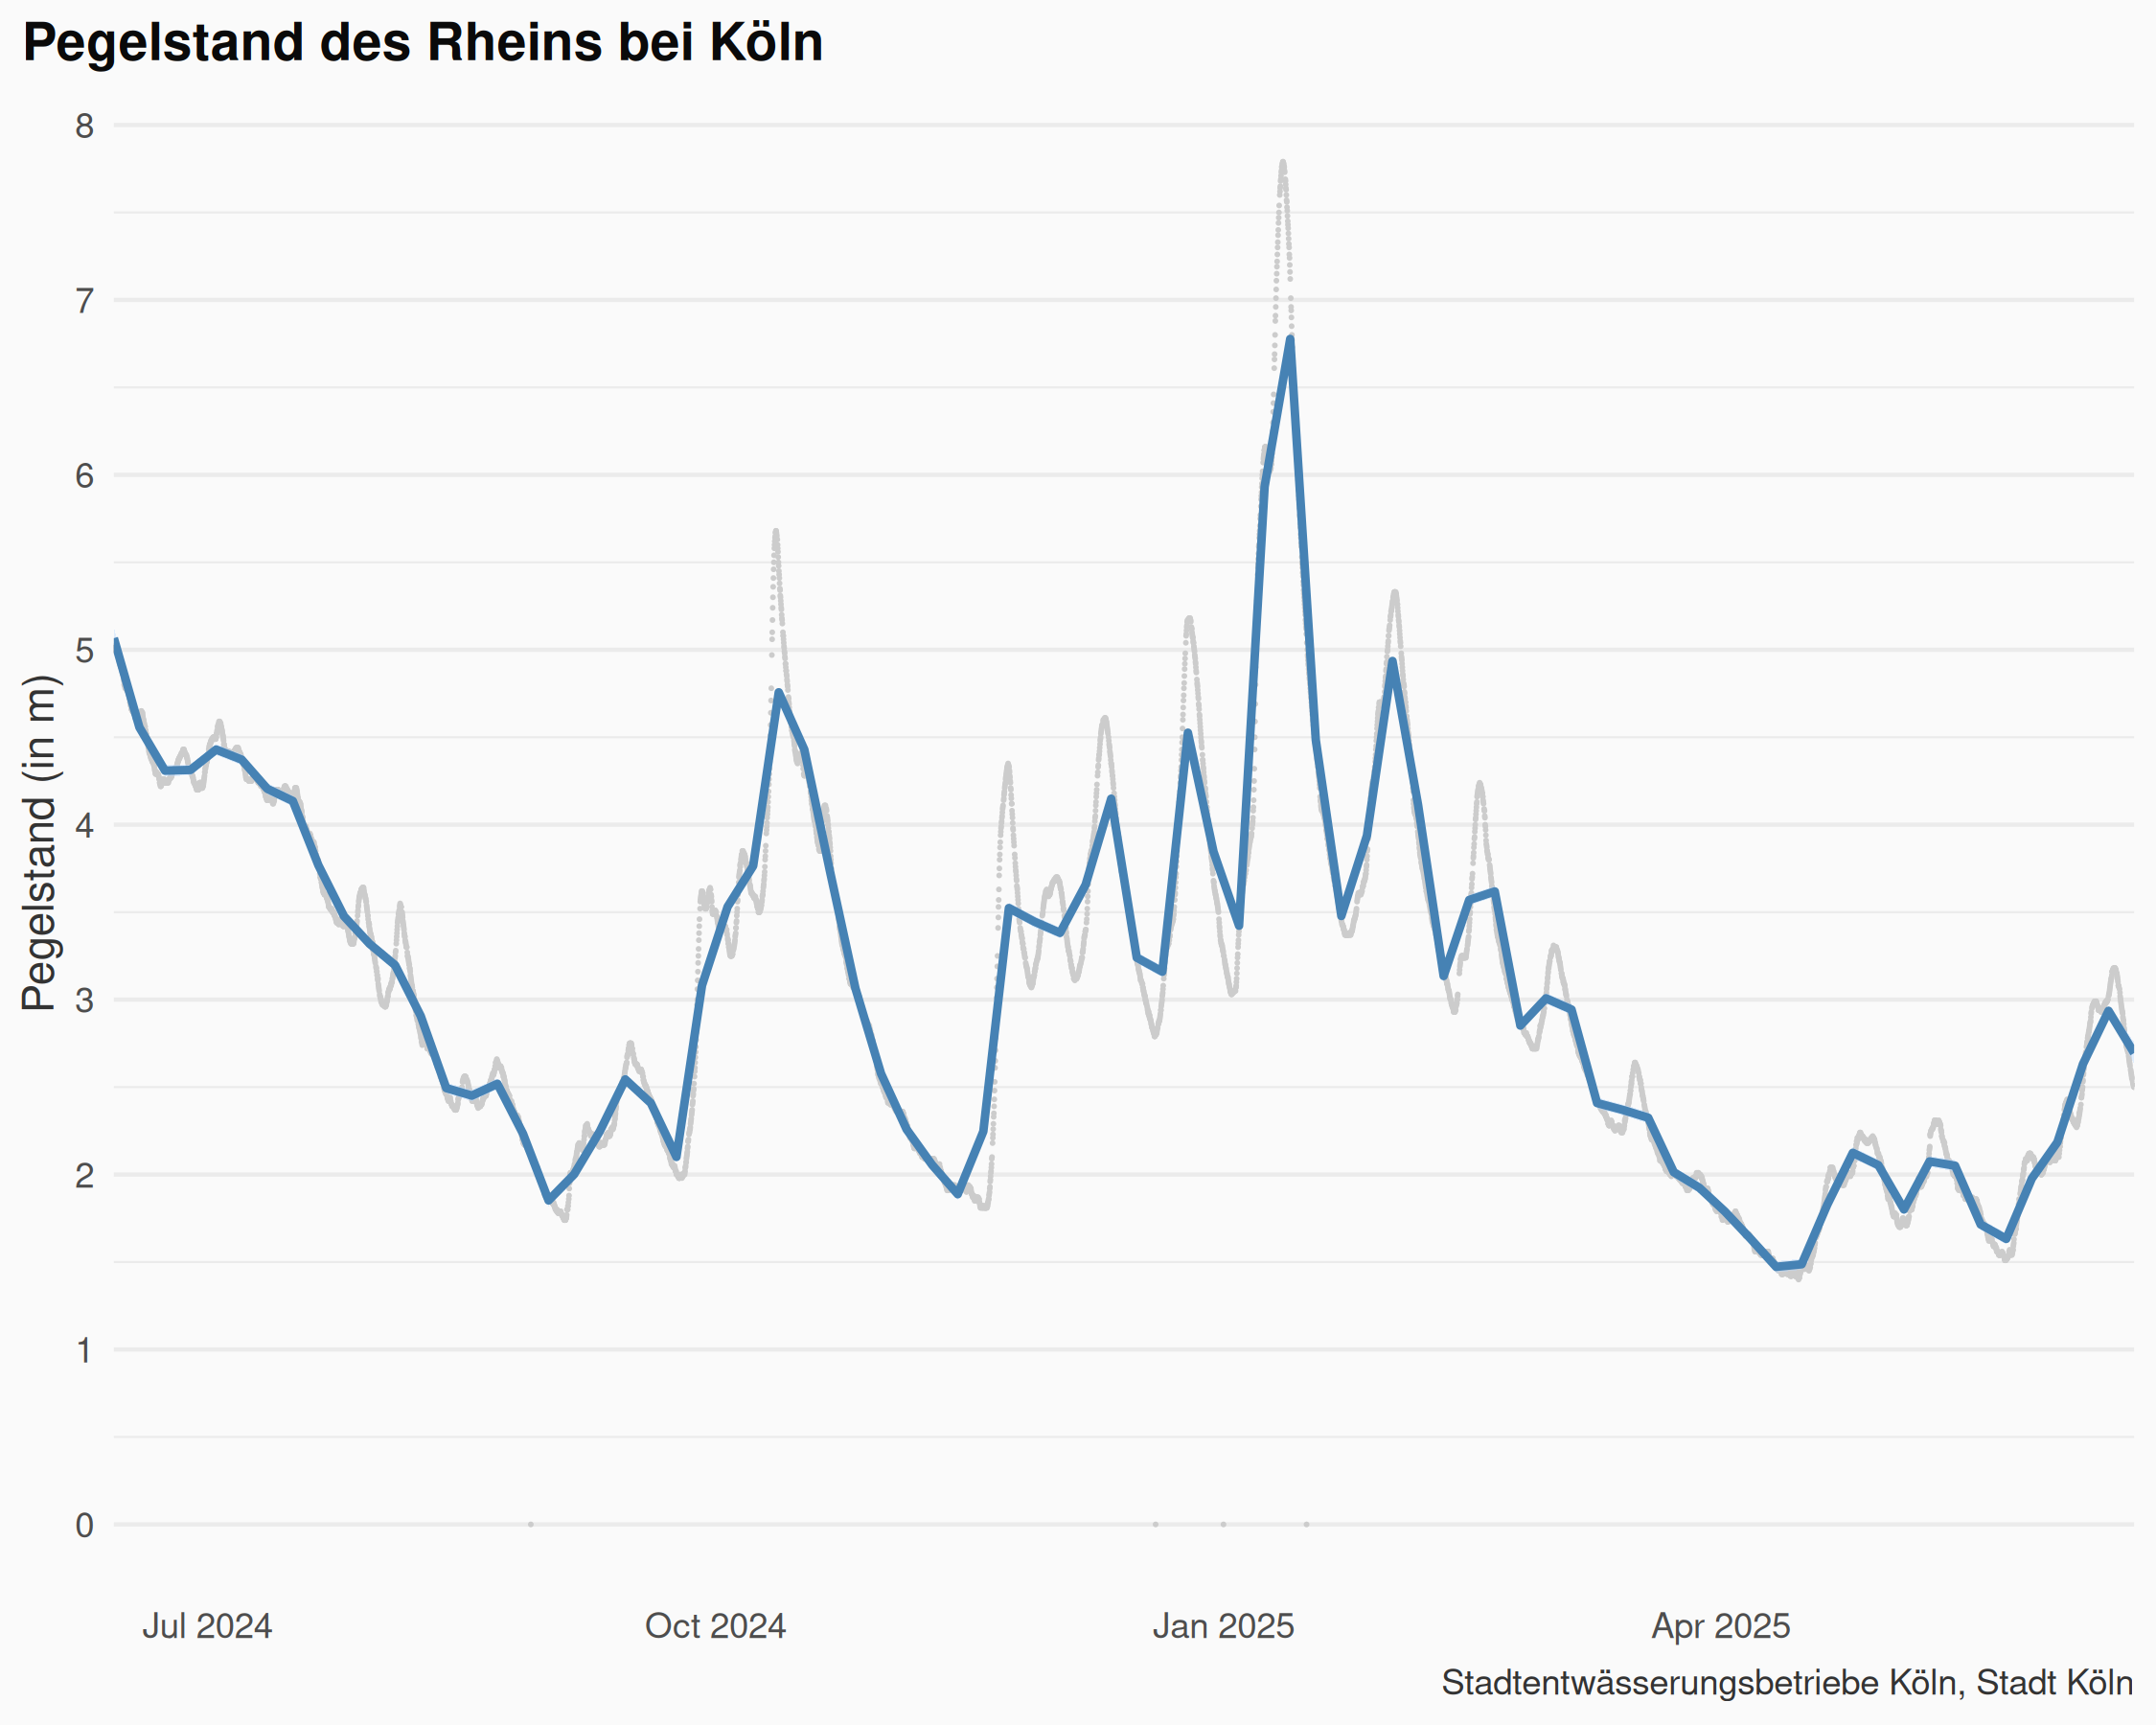 Pegelstand des Rheins bei Köln
Pegelstand (in m)
8
7
6
5
4
3
2
1
0
Jul 2024
Oct 2024
Jan 2025
Apr 2025
Stadtentwässerungsbetriebe Köln, Stadt Köln